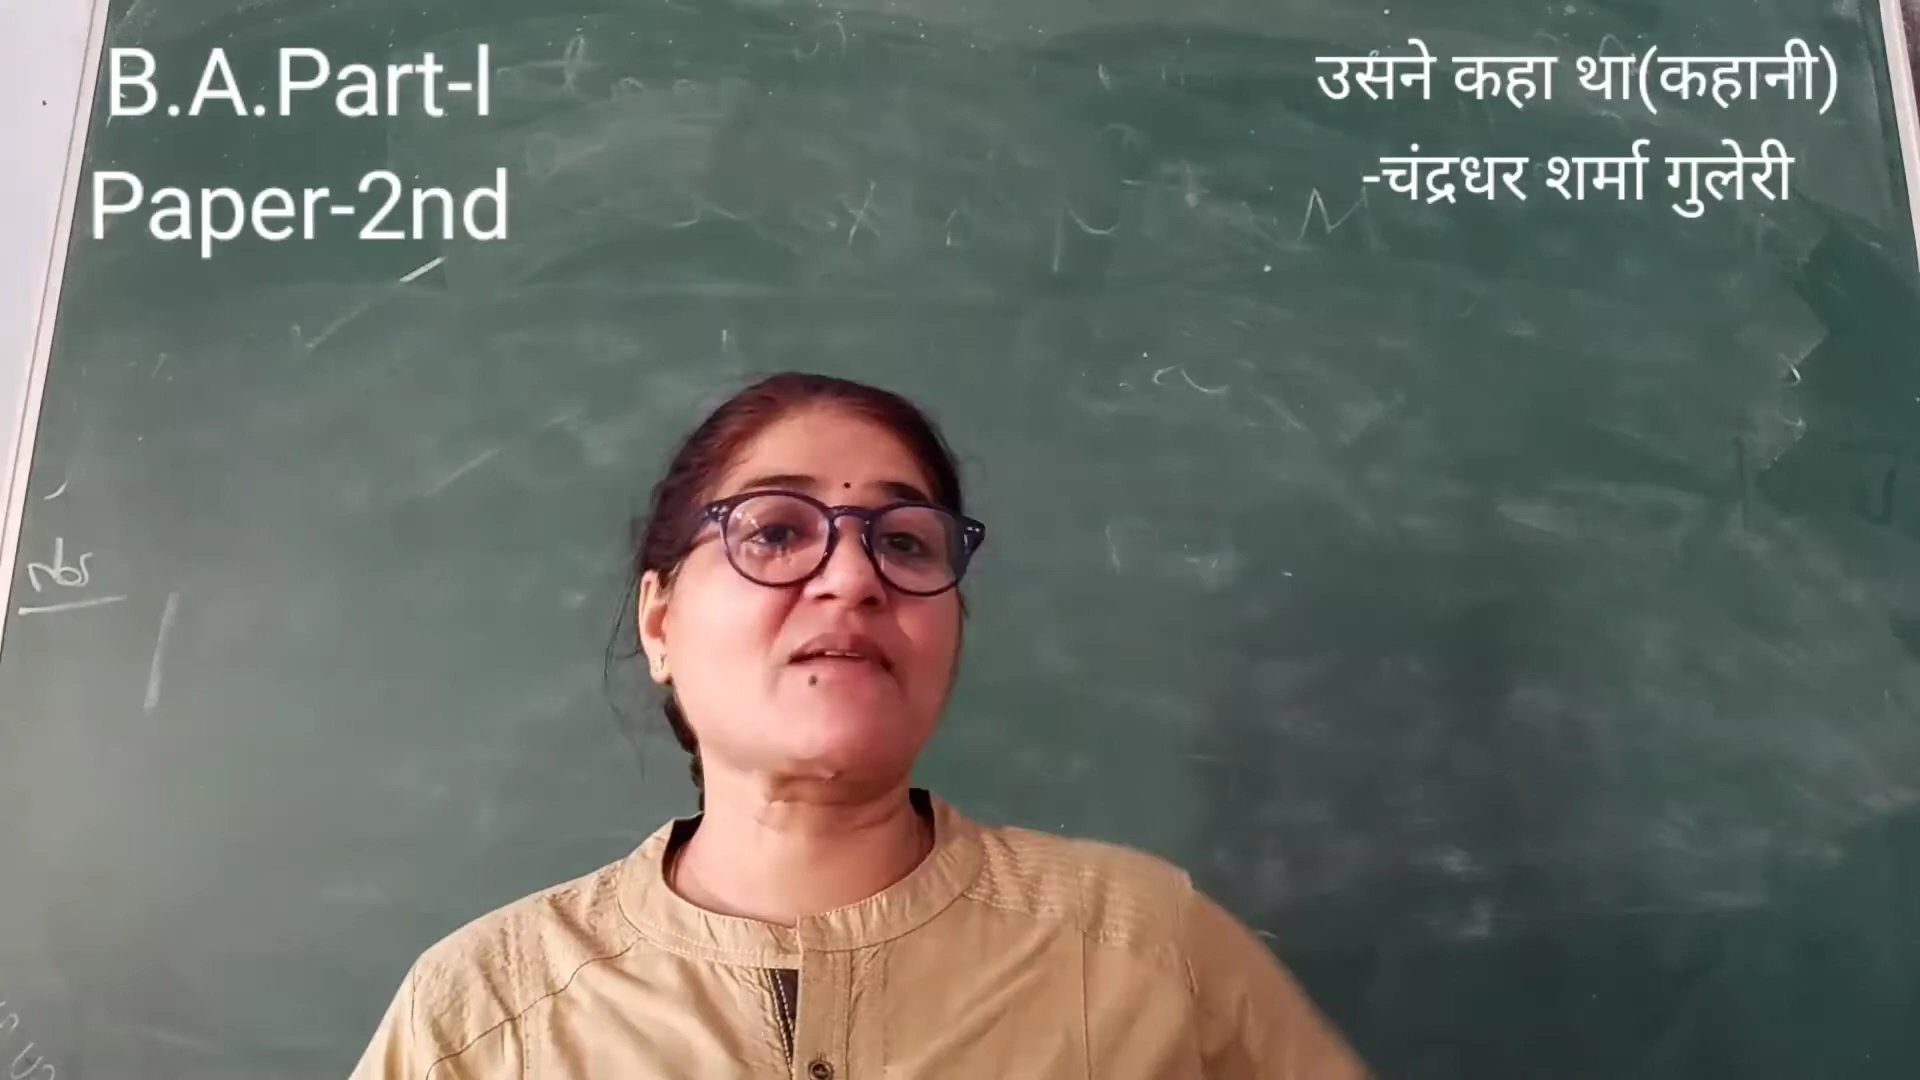 B.A.Part-I
Paper-2nd
उसने कहा था(कहानी)
-चंद्रधर शर्मा गुलेरी